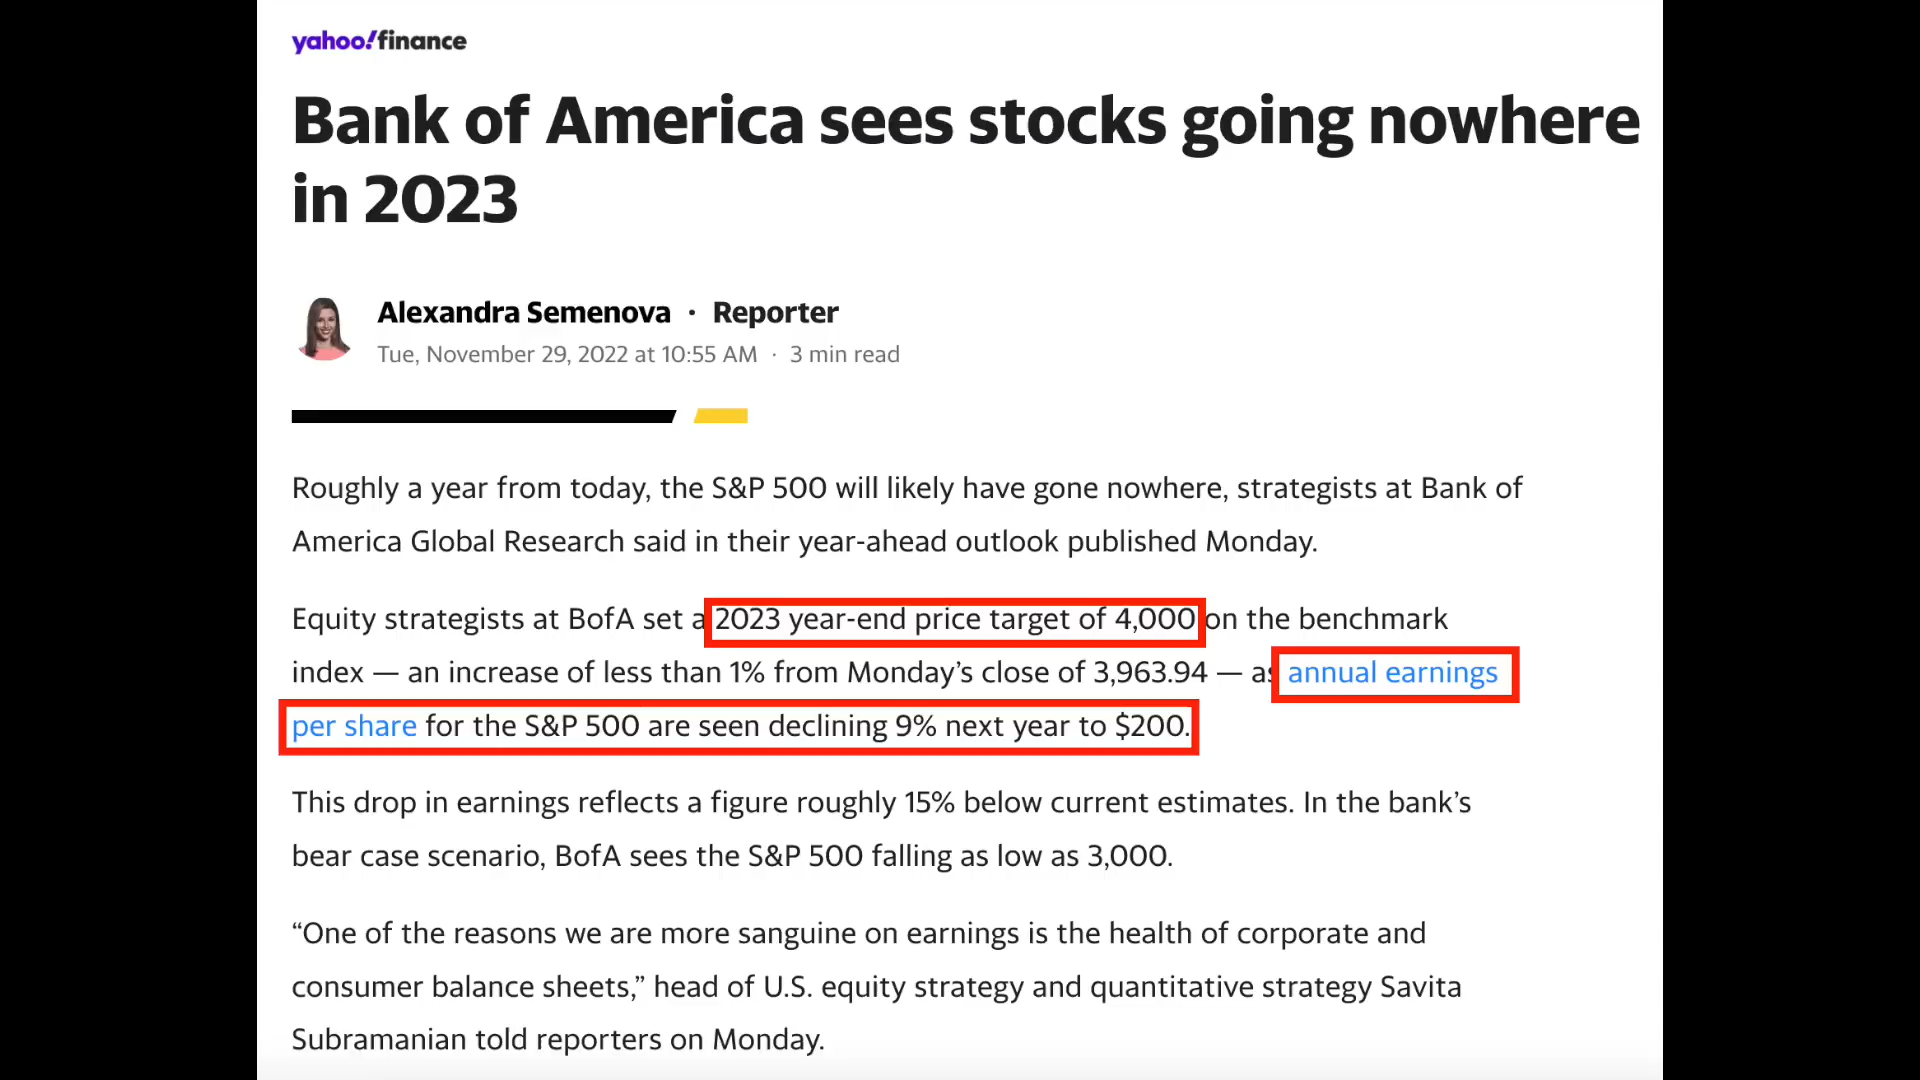 yahoo!finance
Bank of America sees stocks going nowhere
in 2023
Alexandra Semenova · Reporter
Tue, November 29, 2022 at 10:55 AM · 3 min read
Roughly a year from today, the S&P 500 will likely have gone nowhere, strategists at Bank of
America Global Research said in their year-ahead outlook published Monday.
Equity strategists at BofA set a 2023 year-end price target of 4,000 on the benchmark
index — an increase of less than 1% from Monday’s close of 3,963.94 — as annual earnings
per share for the S&P 500 are seen declining 9% next year to $200.
This drop in earnings reflects a figure roughly 15% below current estimates. In the bank’s
bear case scenario, BofA sees the S&P 500 falling as low as 3,000.
“One of the reasons we are more sanguine on earnings is the health of corporate and
consumer balance sheets,” head of U.S. equity strategy and quantitative strategy Savita
Subramanian told reporters on Monday.